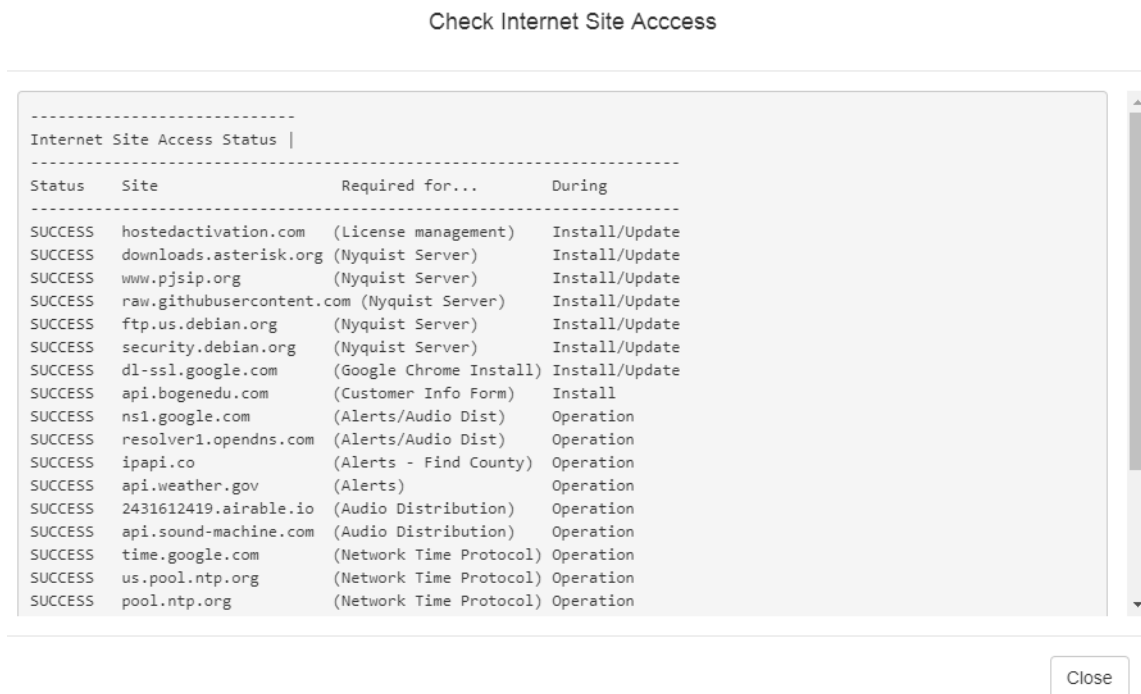 Check Internet Site Acccess
-----------------------------
Internet Site Access Status |
-----------------------------------------------------------------------
Status    Site                    Required for...        During
-----------------------------------------------------------------------
SUCCESS   hostedactivation.com   (License management)    Install/Update
SUCCESS   downloads.asterisk.org (Nyquist Server)        Install/Update
SUCCESS   www.pjsip.org          (Nyquist Server)        Install/Update
SUCCESS   raw.githubusercontent.com (Nyquist Server)     Install/Update
SUCCESS   ftp.us.debian.org      (Nyquist Server)        Install/Update
SUCCESS   security.debian.org    (Nyquist Server)        Install/Update
SUCCESS   dl-ssl.google.com      (Google Chrome Install) Install/Update
SUCCESS   api.bogenedu.com       (Customer Info Form)    Install
SUCCESS   ns1.google.com         (Alerts/Audio Dist)     Operation
SUCCESS   resolver1.opendns.com  (Alerts/Audio Dist)     Operation
SUCCESS   ipapi.co               (Alerts - Find County)  Operation
SUCCESS   api.weather.gov        (Alerts)                Operation
SUCCESS   2431612419.airable.io  (Audio Distribution)    Operation
SUCCESS   api.sound-machine.com  (Audio Distribution)    Operation
SUCCESS   time.google.com        (Network Time Protocol) Operation
SUCCESS   us.pool.ntp.org        (Network Time Protocol) Operation
SUCCESS   pool.ntp.org           (Network Time Protocol) Operation
Close